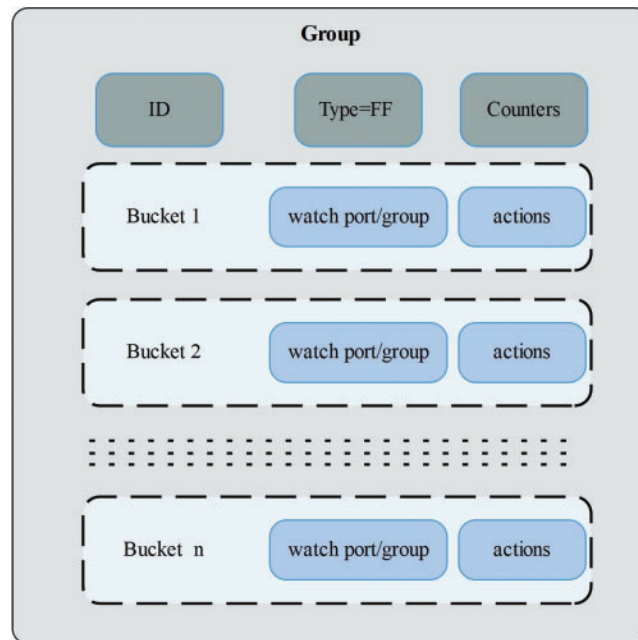 Group
ID Type=FF Counters
Bucket 1 watch port/group actions
Bucket 2 watch port/group actions
Bucket n watch port/group actions